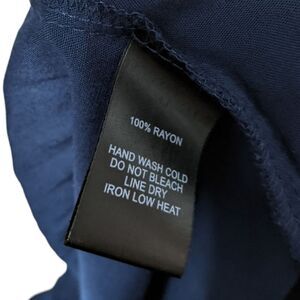 100% RAYON
HAND WASH COLD
DO NOT BLEACH
LINE DRY
IRON LOW HEAT